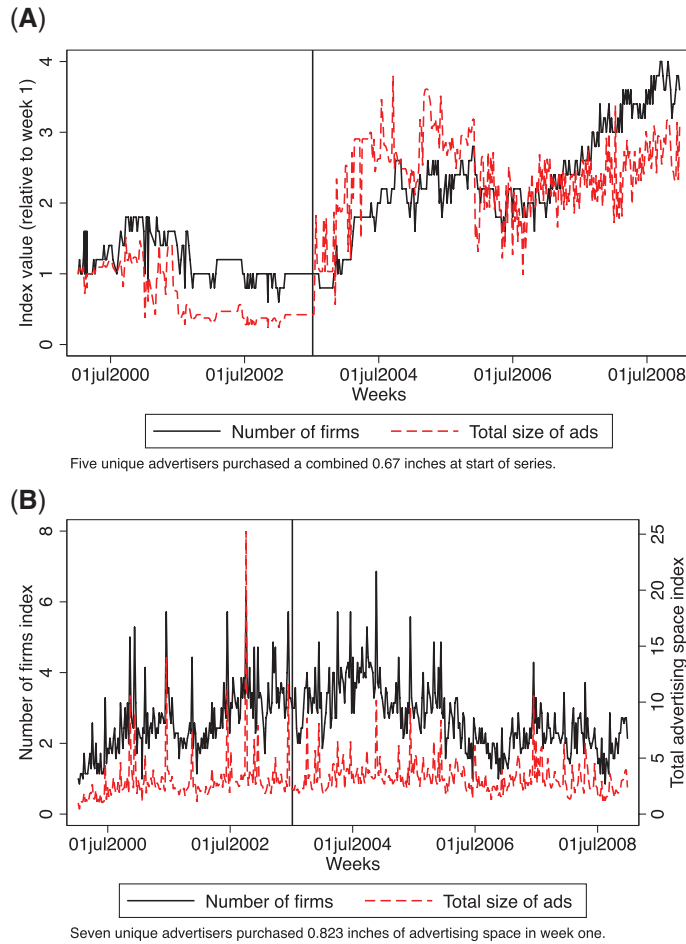 (A)
Index value (relative to week 1)
4
3
2
1
0
01jul2000 01jul2002 01jul2004 01jul2006 01jul2008
Weeks
Number of firms Total size of ads
Five unique advertisers purchased a combined 0.67 inches at start of series.
(B)
Number of firms index
8
6
4
2
0
Total advertising space index
25
20
15
10
5
0
01jul2000 01jul2002 01jul2004 01jul2006 01jul2008
Weeks
Number of firms Total size of ads
Seven unique advertisers purchased 0.823 inches of advertising space in week one.